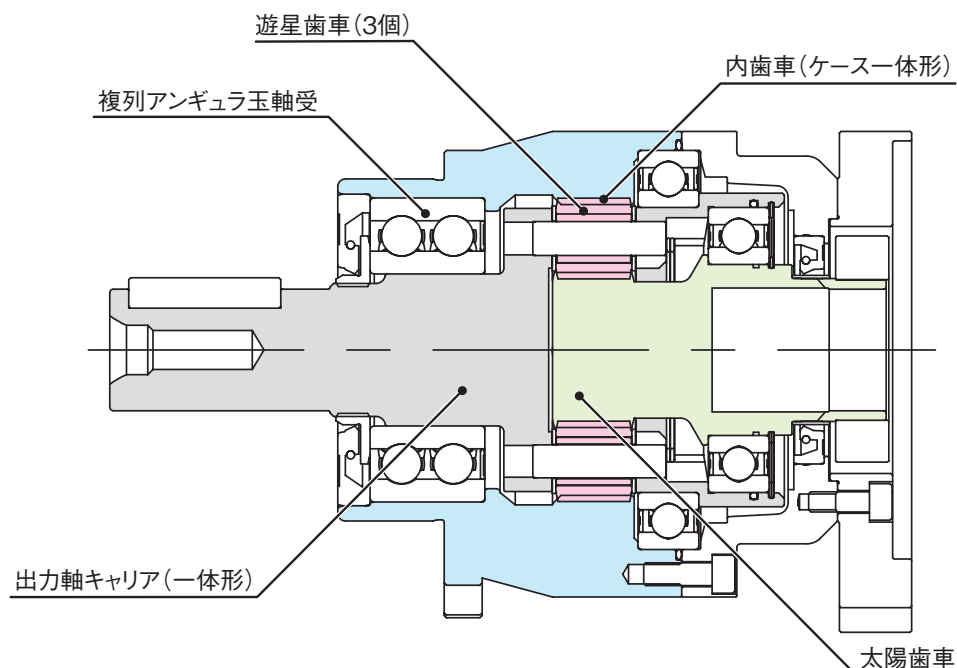 遊星歯車（3個）
内歯車（ケース一体形）
複列アンギュラ玉軸受
出力軸キャリア（一体形）
太陽歯車